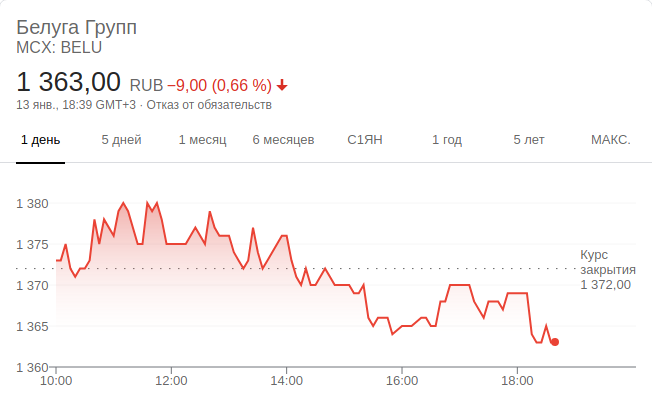 Белуга Групп
MCX: BELU
1 363,00 RUB −9,00 (0,66 %)
13 янв., 18:39 GMT+3 · Отказ от обязательств
1 день 5 дней 1 месяц 6 месяцев С1ЯН 1 год 5 лет МАКС.
1 380
1 375
Курс
закрытия
1 372,00
1 370
1 365
1 360
10:00 12:00 14:00 16:00 18:00